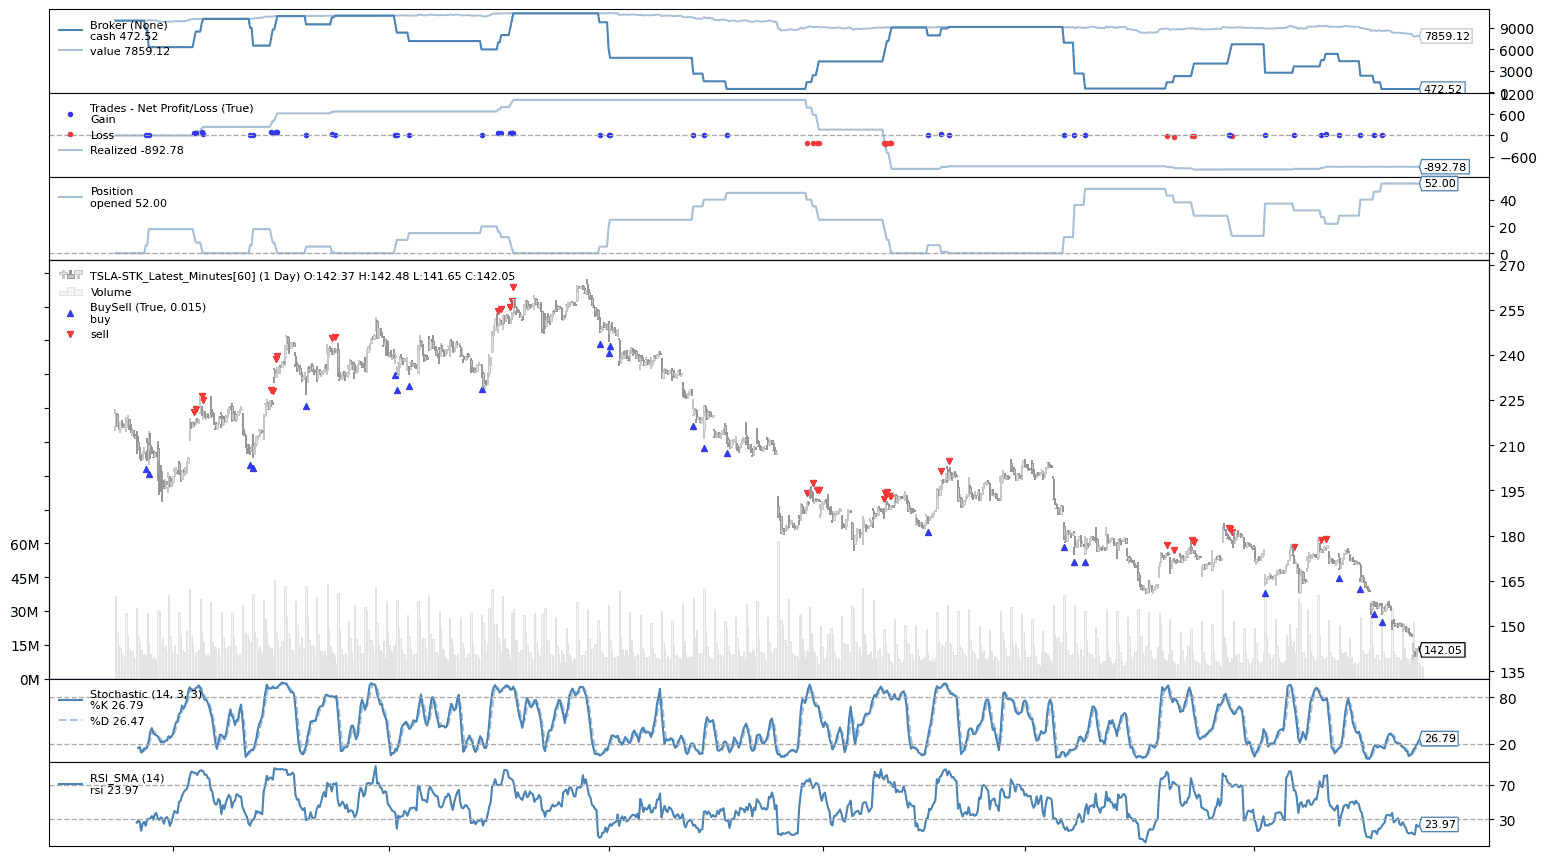 Broker (None)
cash 472.52
value 7859.12
9000
7859.12
6000
3000
472.52
0
Trades - Net Profit/Loss (True)
Gain
Loss
Realized -892.78
1200
600
0
−600
-892.78
Position
opened 52.00
52.00
40
20
0
TSLA-STK_Latest_Minutes[60] (1 Day) O:142.37 H:142.48 L:141.65 C:142.05
Volume
BuySell (True, 0.015)
buy
sell
270
255
240
225
210
195
180
165
150
142.05
135
60M
45M
30M
15M
0M
Stochastic (14, 3, 3)
%K 26.79
%D 26.47
80
26.79
20
RSI_SMA (14)
rsi 23.97
70
30
23.97